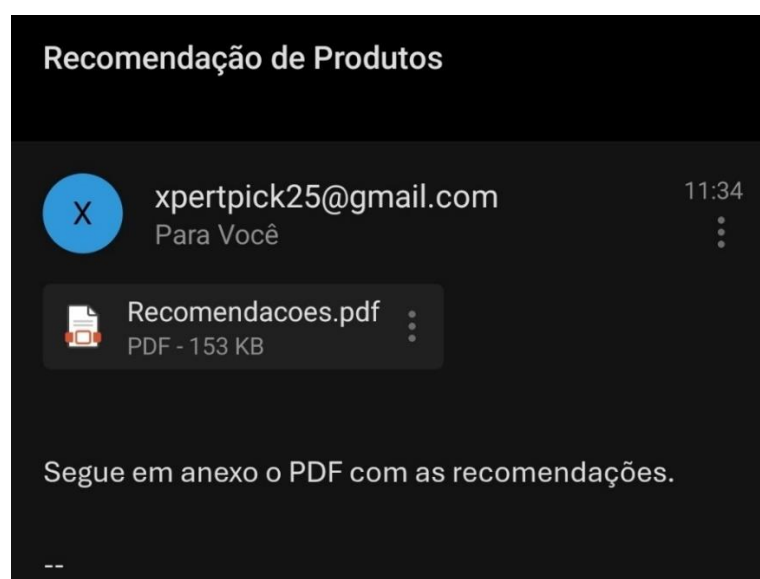 Recomendação de Produtos
X
xpertpick25@gmail.com
11:34
Para Você
Recomendacoes.pdf
PDF - 153 KB
Segue em anexo o PDF com as recomendações.
--